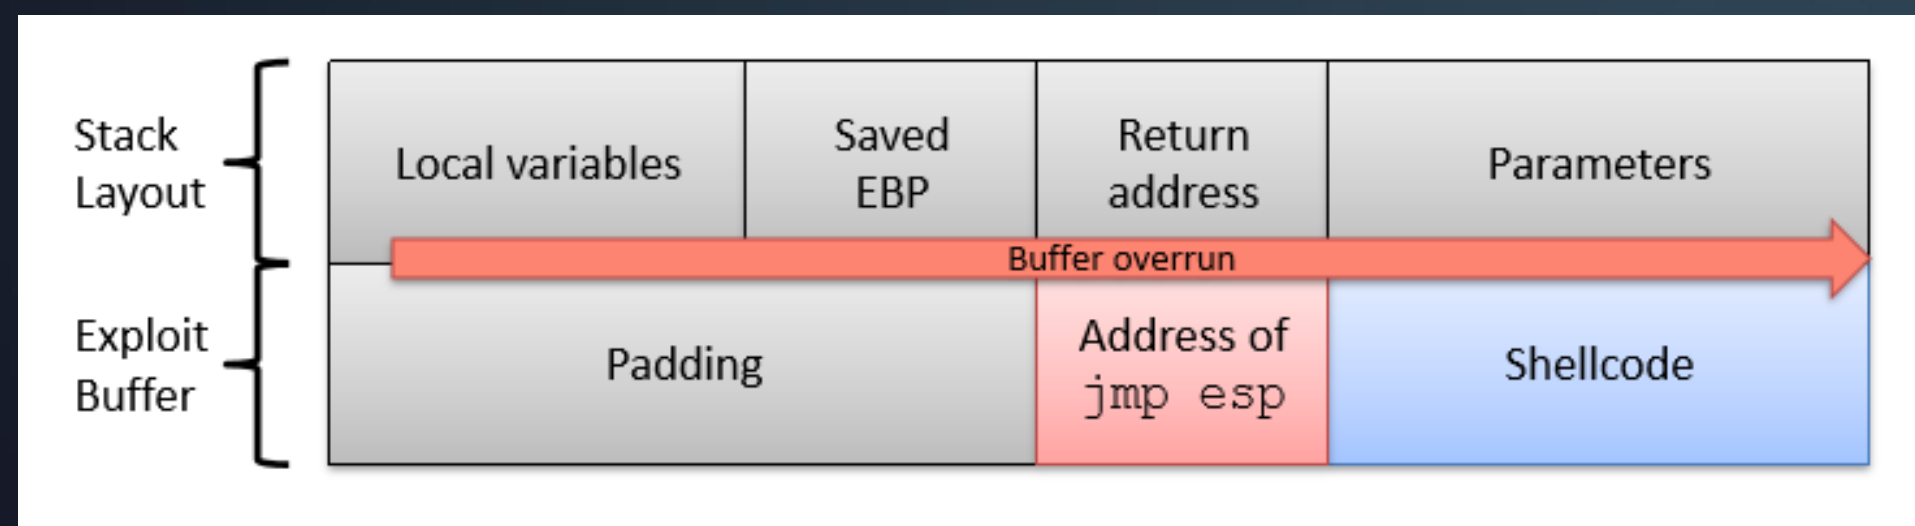 Stack
Layout
Local variables
Saved
EBP
Return
address
Parameters
Buffer overrun
Exploit
Buffer
Padding
Address of
jmp esp
Shellcode